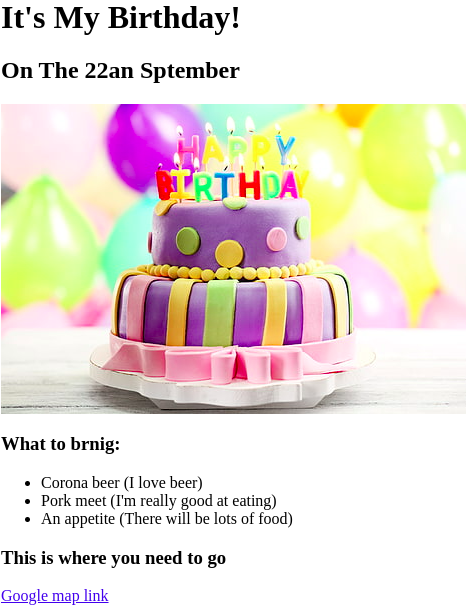 It's My Birthday!
On The 22an Sptember
HAPPY
BIRTHDAY
What to brnig:
Corona beer (I love beer)
Pork meet (I'm really good at eating)
An appetite (There will be lots of food)
This is where you need to go
Google map link